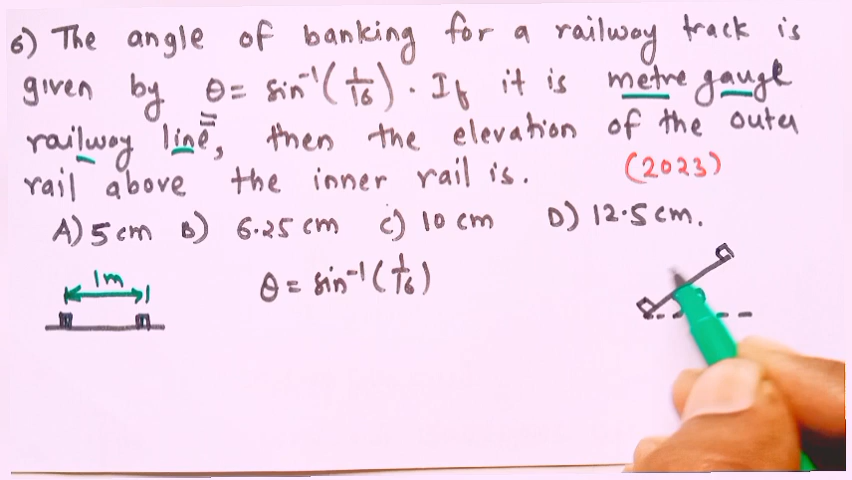 6) The angle of banking for a railway track is
given by θ = sin⁻¹(1/16). If it is metre gauge
railway line, then the elevation of the outer
rail above the inner rail is. (2023)
A) 5 cm B) 6.25 cm C) 10 cm D) 12.5 cm.
1m
θ = sin⁻¹(1/16)